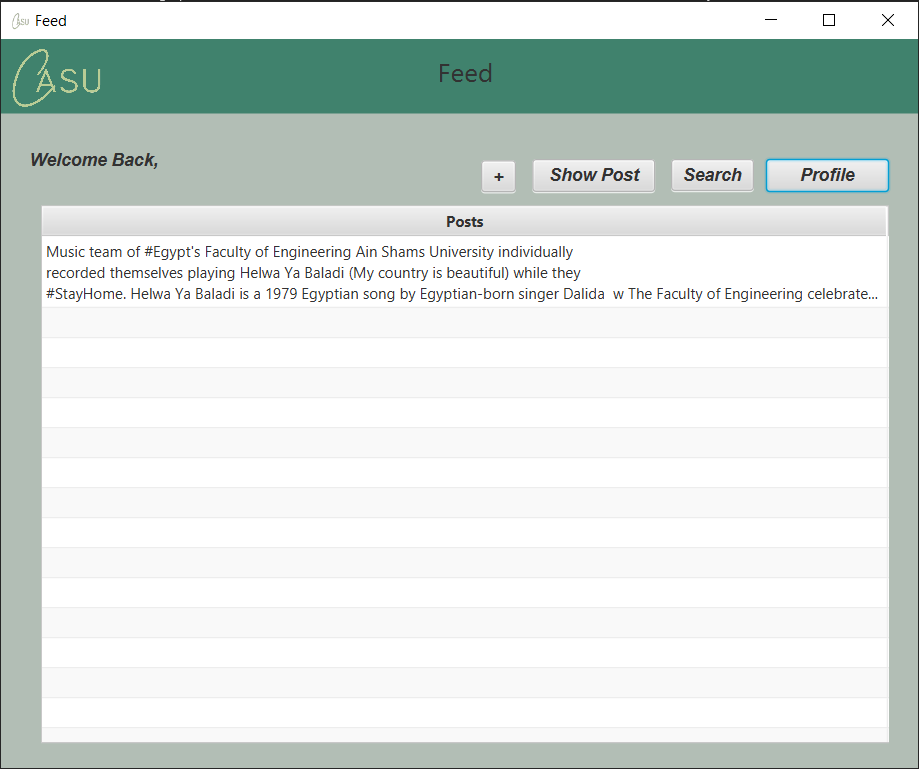 CASU Feed
CASU
Feed
Welcome Back,
+
Show Post
Search
Profile
Posts
Music team of #Egypt's Faculty of Engineering Ain Shams University individually
recorded themselves playing Helwa Ya Baladi (My country is beautiful) while they
#StayHome. Helwa Ya Baladi is a 1979 Egyptian song by Egyptian-born singer Dalida  w The Faculty of Engineering celebrate...